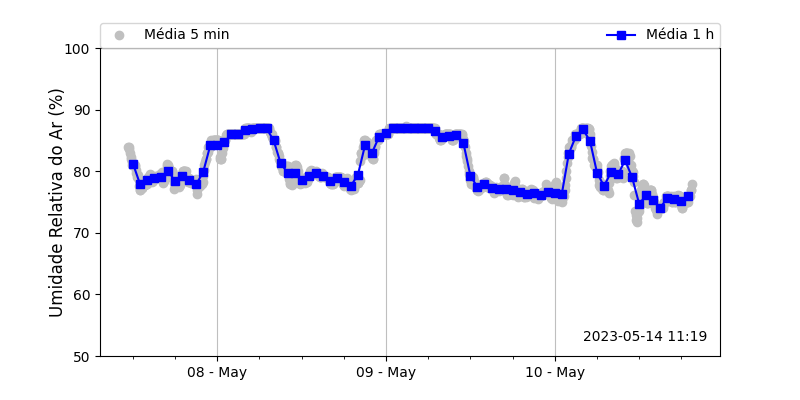 Média 5 min
Média 1 h
Umidade Relativa do Ar (%)
100
90
80
70
60
50
2023-05-14 11:19
08 - May
09 - May
10 - May